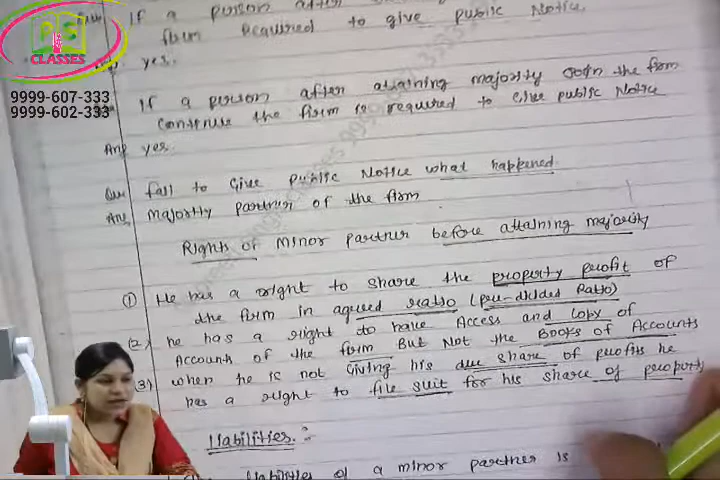 If a person after
firm required to give public Notice.
yes.
If a person after attaining majority Join the firm
continue the firm is required to Give public Notice
Ans yes.
Que fail to Give public Notice what happened
Ans, majority partner of the firm
Rights of minor partner before attaining majority
(1) He has a right to share the property profit of
the firm in agreed ratio (pre-dided Ratio)
(2) he has a right to have Access and copy of
Accounts of the firm But Not the Books of Accounts
(3) when he is not Giving his due share of profits he
has a right to file suit for his share of property
Liabilities :-
liabilities of a minor partner is
CLASSES
9999-607-333
9999-602-333